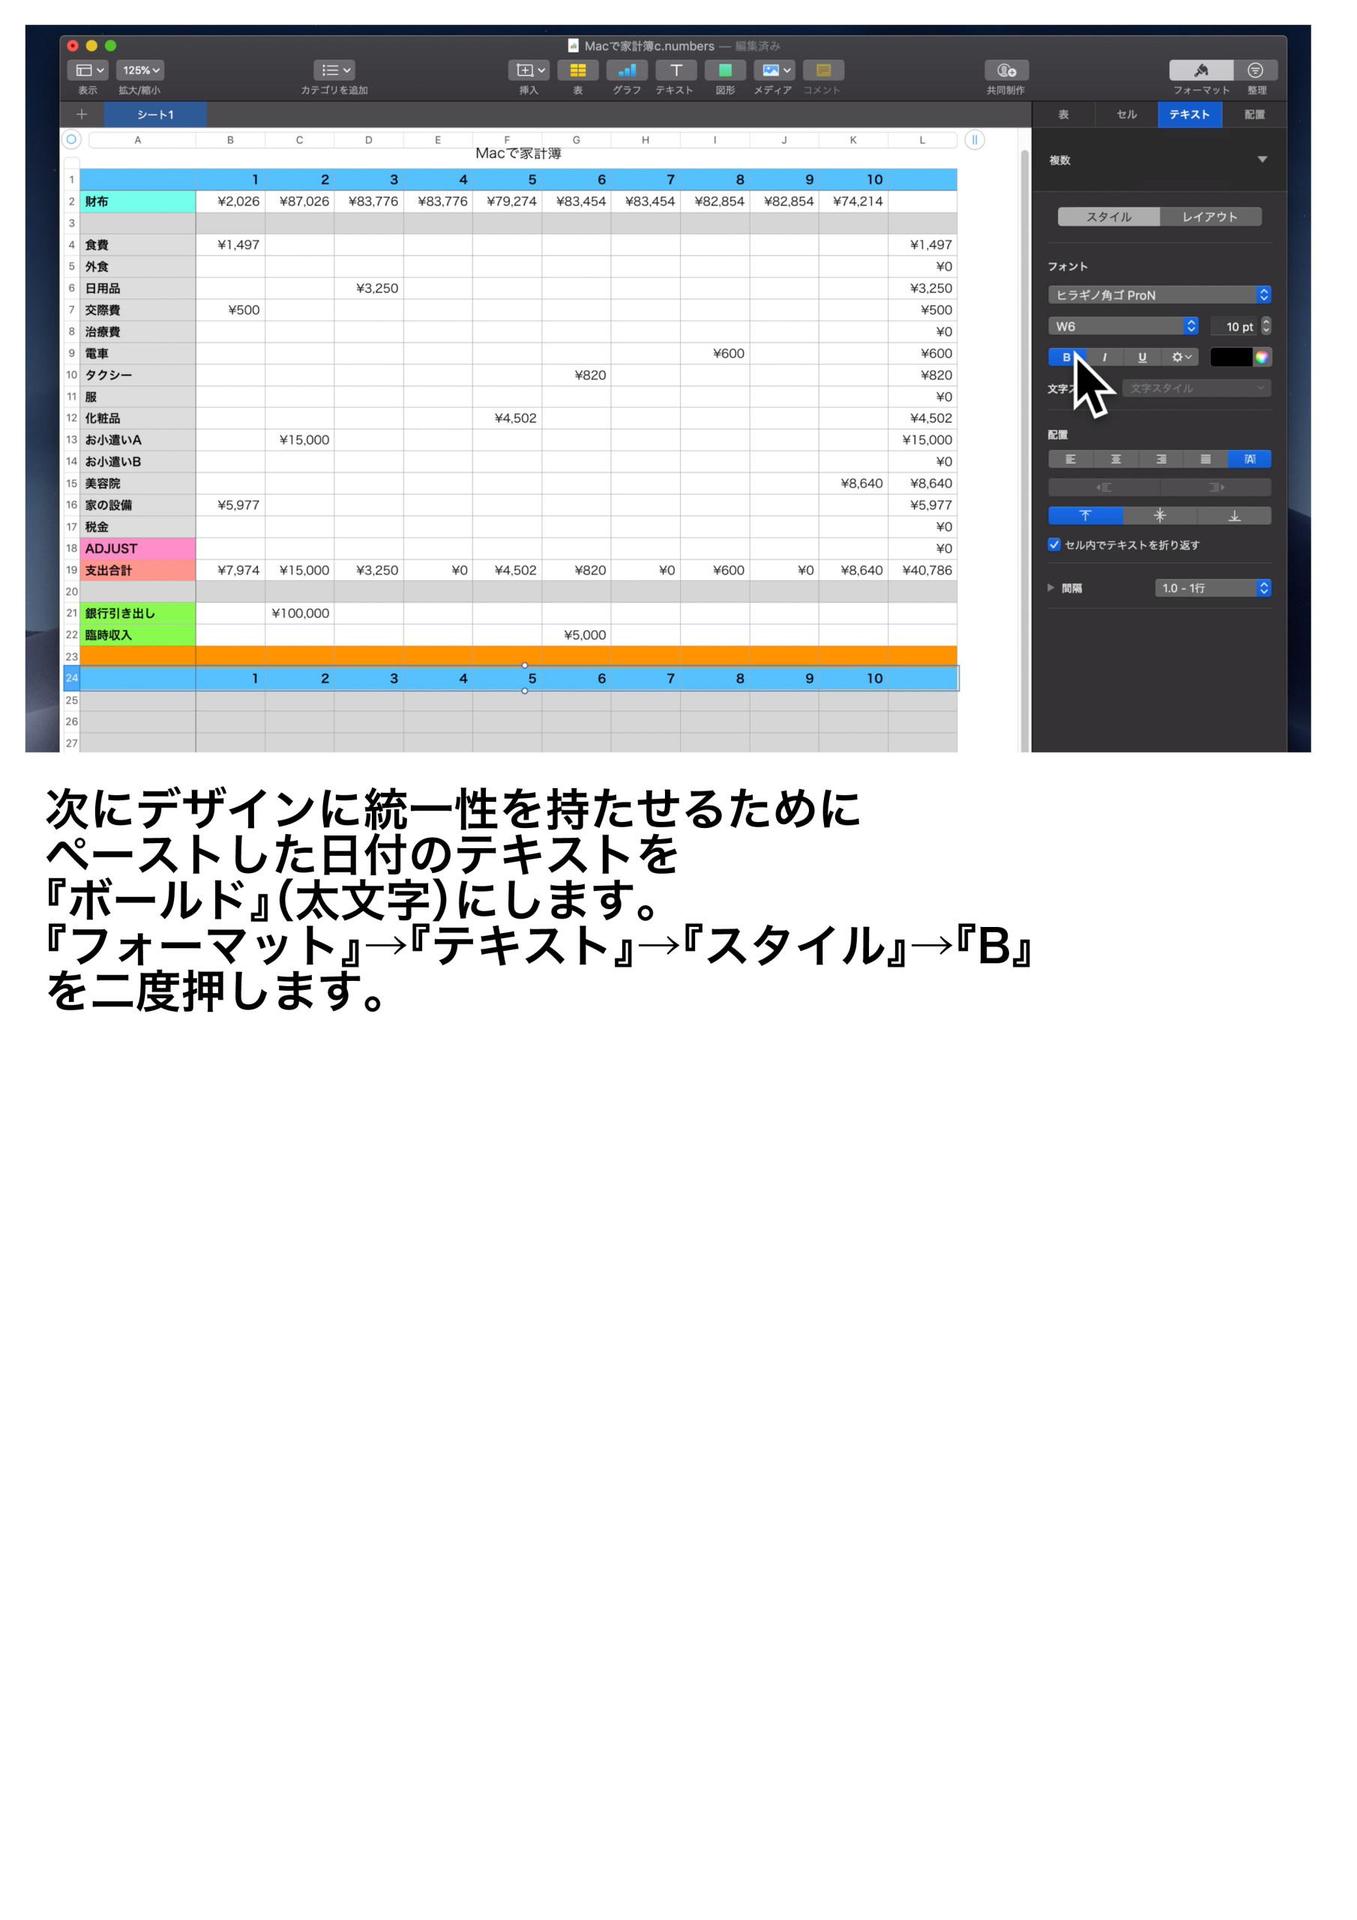 Macで家計簿c.numbers — 編集済み
125%
表示 拡大/縮小 カテゴリを追加 挿入 表 グラフ テキスト 図形 メディア コメント 共同制作 フォーマット 整理
+ シート1 表 セル テキスト 配置
A B C D E F G H I J K L
Macで家計簿
1 1 2 3 4 5 6 7 8 9 10
2 財布 ¥2,026 ¥87,026 ¥83,776 ¥83,776 ¥79,274 ¥83,454 ¥83,454 ¥82,854 ¥82,854 ¥74,214
3
4 食費 ¥1,497 ¥1,497
5 外食 ¥0
6 日用品 ¥3,250 ¥3,250
7 交際費 ¥500 ¥500
8 治療費 ¥0
9 電車 ¥600 ¥600
10 タクシー ¥820 ¥820
11 服 ¥0
12 化粧品 ¥4,502 ¥4,502
13 お小遣いA ¥15,000 ¥15,000
14 お小遣いB ¥0
15 美容院 ¥8,640 ¥8,640
16 家の設備 ¥5,977 ¥5,977
17 税金 ¥0
18 ADJUST ¥0
19 支出合計 ¥7,974 ¥15,000 ¥3,250 ¥0 ¥4,502 ¥820 ¥0 ¥600 ¥0 ¥8,640 ¥40,786
20
21 銀行引き出し ¥100,000
22 臨時収入 ¥5,000
23
24 1 2 3 4 5 6 7 8 9 10
25
26
27
複数
スタイル レイアウト
フォント
ヒラギノ角ゴ ProN
W6 10 pt
B I U
文字ス 文字スタイル
配置
セル内でテキストを折り返す
間隔 1.0 - 1行
次にデザインに統一性を持たせるために
ペーストした日付のテキストを
『ボールド』(太文字)にします。
『フォーマット』→『テキスト』→『スタイル』→『B』
を二度押します。